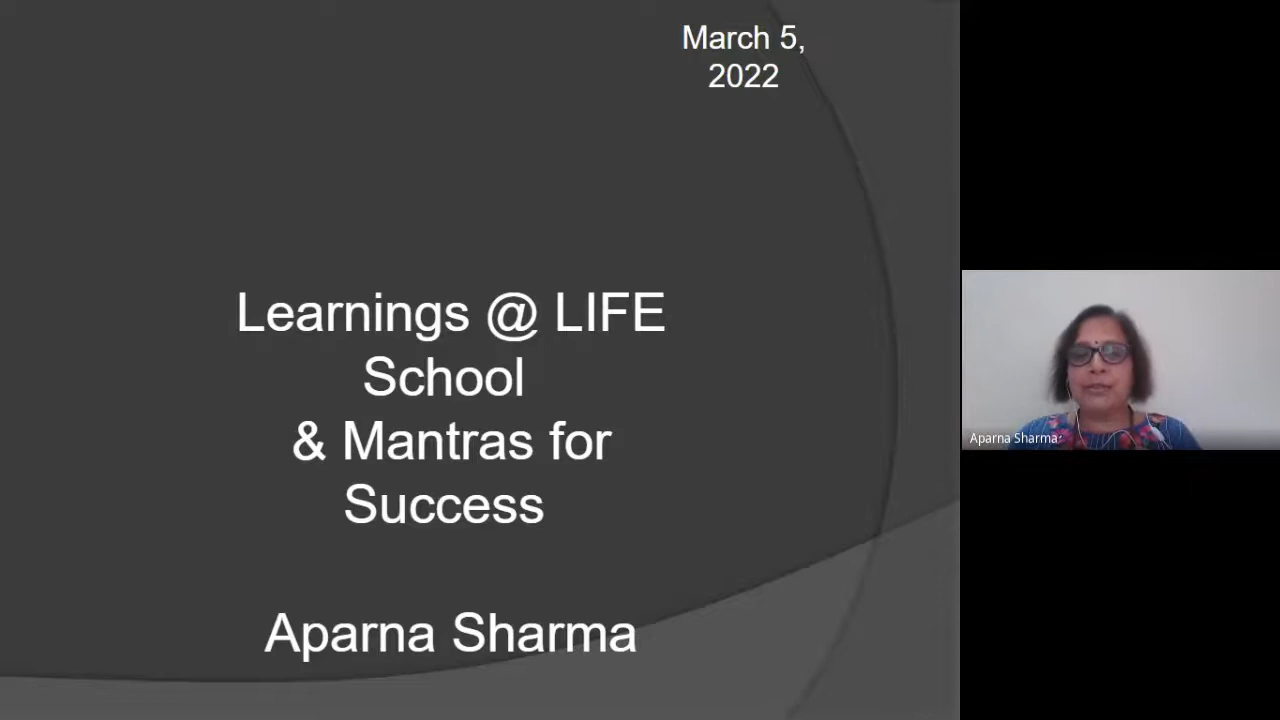 March 5,
2022
Learnings @ LIFE
School
& Mantras for
Success
Aparna Sharma
Aparna Sharma